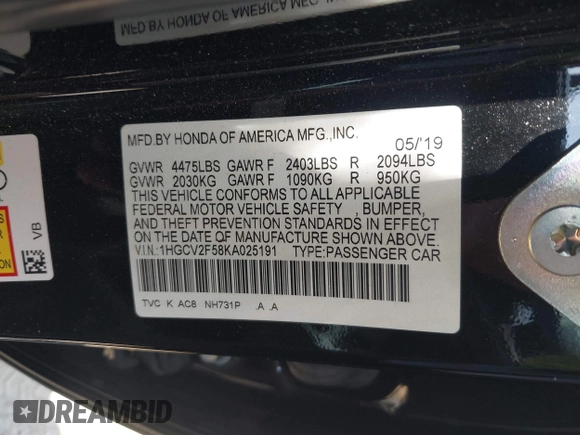 MFD.BY HONDA OF AMERICA MFG.,INC. 05/'19
GVWR 4475LBS GAWR F 2403LBS R 2094LBS
GVWR 2030KG GAWR F 1090KG R 950KG
THIS VEHICLE CONFORMS TO ALL APPLICABLE
FEDERAL MOTOR VEHICLE SAFETY , BUMPER,
AND THEFT PREVENTION STANDARDS IN EFFECT
ON THE DATE OF MANUFACTURE SHOWN ABOVE.
V.I.N.:1HGCV2F58KA025191 TYPE:PASSENGER CAR
TVC K AC8 NH731P .A .A
VB
DREAMBID